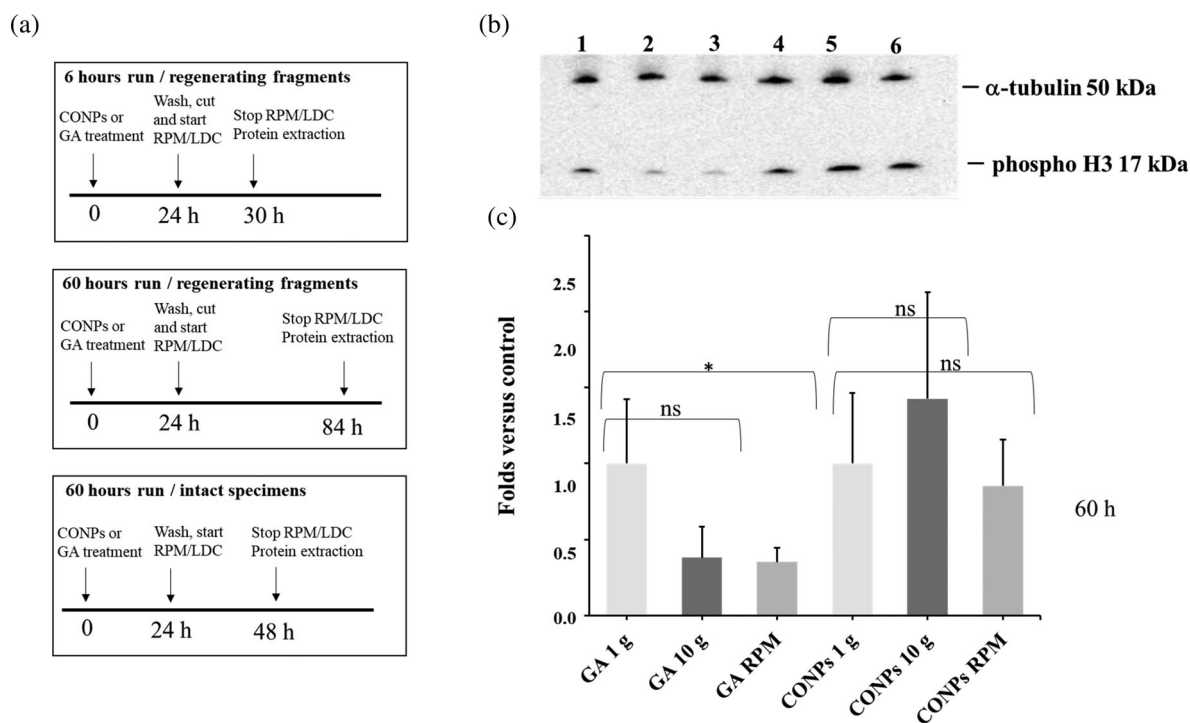 (a)
6 hours run / regenerating fragments
CONPs or
GA treatment
Wash, cut
and start
RPM/LDC
Stop RPM/LDC
Protein extraction
0
24 h
30 h
60 hours run / regenerating fragments
CONPs or
GA treatment
Wash, cut
and start
RPM/LDC
Stop RPM/LDC
Protein extraction
0
24 h
84 h
60 hours run / intact specimens
CONPs or
GA treatment
Wash, start
RPM/LDC
Stop RPM/LDC
Protein extraction
0
24 h
48 h
(b)
1 2 3 4 5 6
α-tubulin 50 kDa
phospho H3 17 kDa
(c)
Folds versus control
2.5
2.0
1.5
1.0
0.5
0.0
*
ns
ns
ns
60 h
GA 1 g
GA 10 g
GA RPM
CONPs 1 g
CONPs 10 g
CONPs RPM